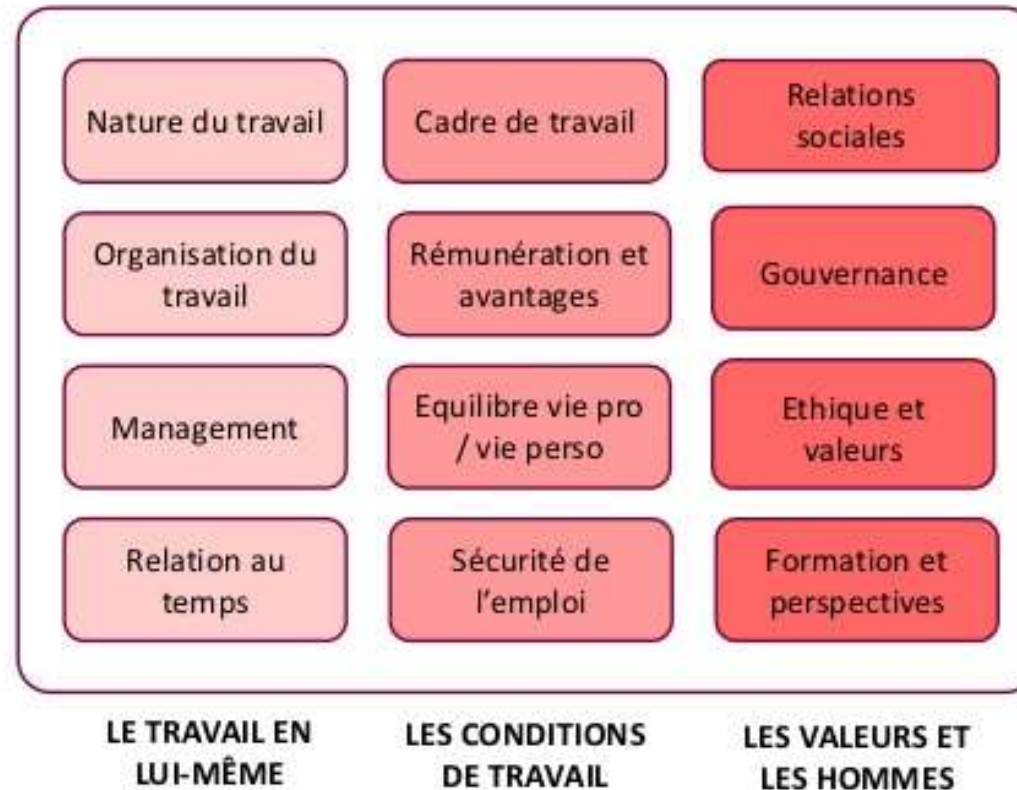 Nature du travail
Cadre de travail
Relations
sociales
Organisation du
travail
Rémunération et
avantages
Gouvernance
Management
Equilibre vie pro
/ vie perso
Ethique et
valeurs
Relation au
temps
Sécurité de
l'emploi
Formation et
perspectives
LE TRAVAIL EN
LUI-MÊME
LES CONDITIONS
DE TRAVAIL
LES VALEURS ET
LES HOMMES